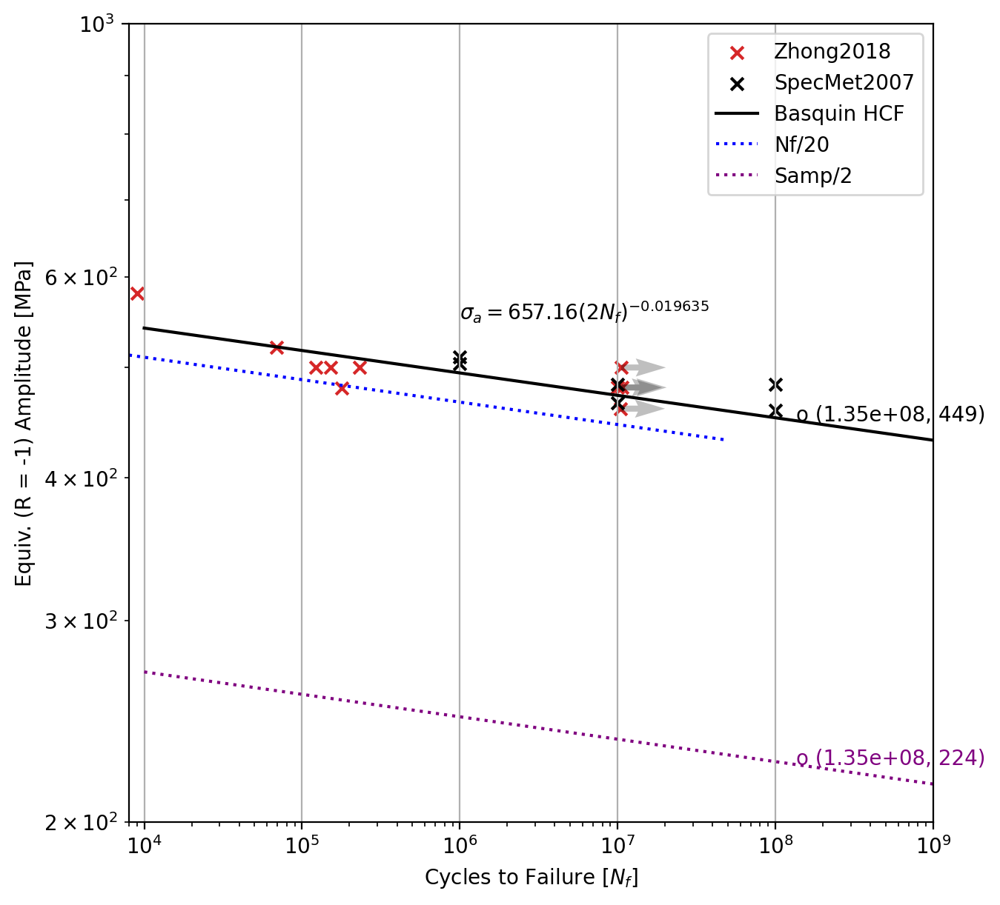 10³
6 × 10²
4 × 10²
3 × 10²
2 × 10²
Equiv. (R = -1) Amplitude [MPa]
Zhong2018
SpecMet2007
Basquin HCF
Nf/20
Samp/2
σₐ = 657.16(2N_f)⁻⁰·⁰¹⁹⁶³⁵
o (1.35e+08, 449)
o (1.35e+08, 224)
10⁴ 10⁵ 10⁶ 10⁷ 10⁸ 10⁹
Cycles to Failure [N_f]